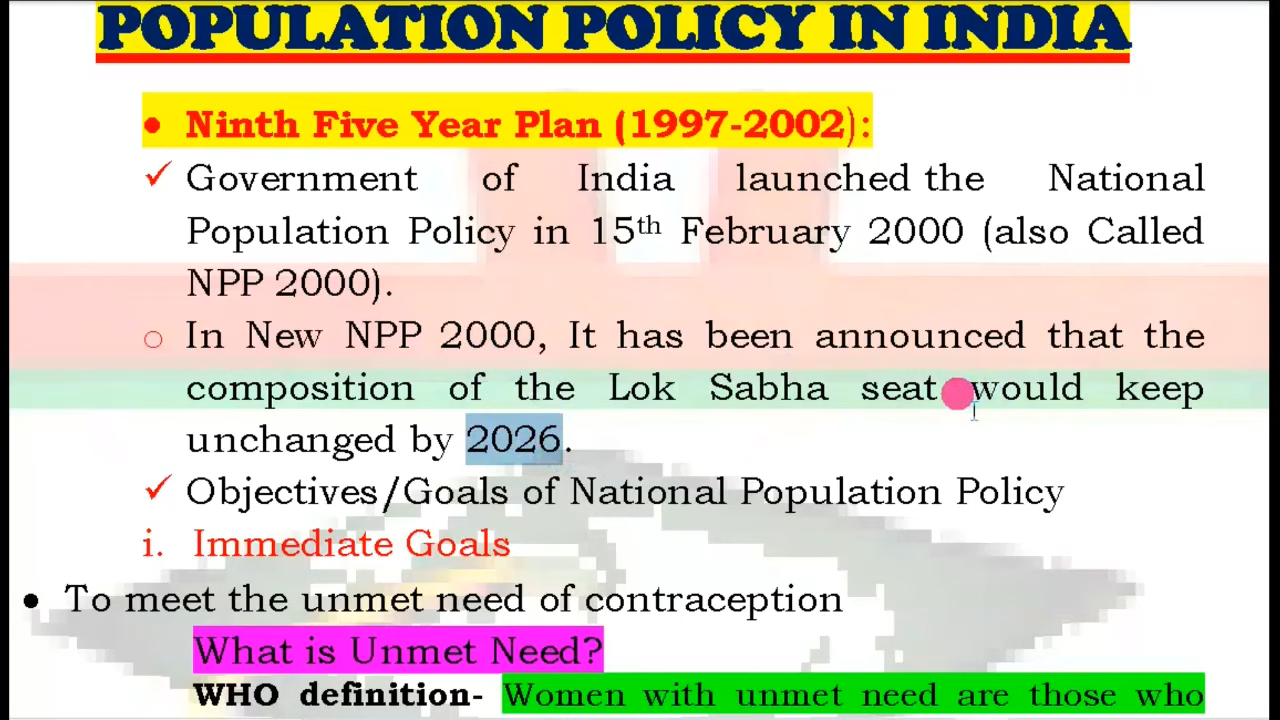 POPULATION POLICY IN INDIA
• Ninth Five Year Plan (1997-2002):
✓ Government of India launched the National
Population Policy in 15th February 2000 (also Called
NPP 2000).
○ In New NPP 2000, It has been announced that the
composition of the Lok Sabha seat would keep
unchanged by 2026.
✓ Objectives/Goals of National Population Policy
i. Immediate Goals
• To meet the unmet need of contraception
What is Unmet Need?
WHO definition- Women with unmet need are those who